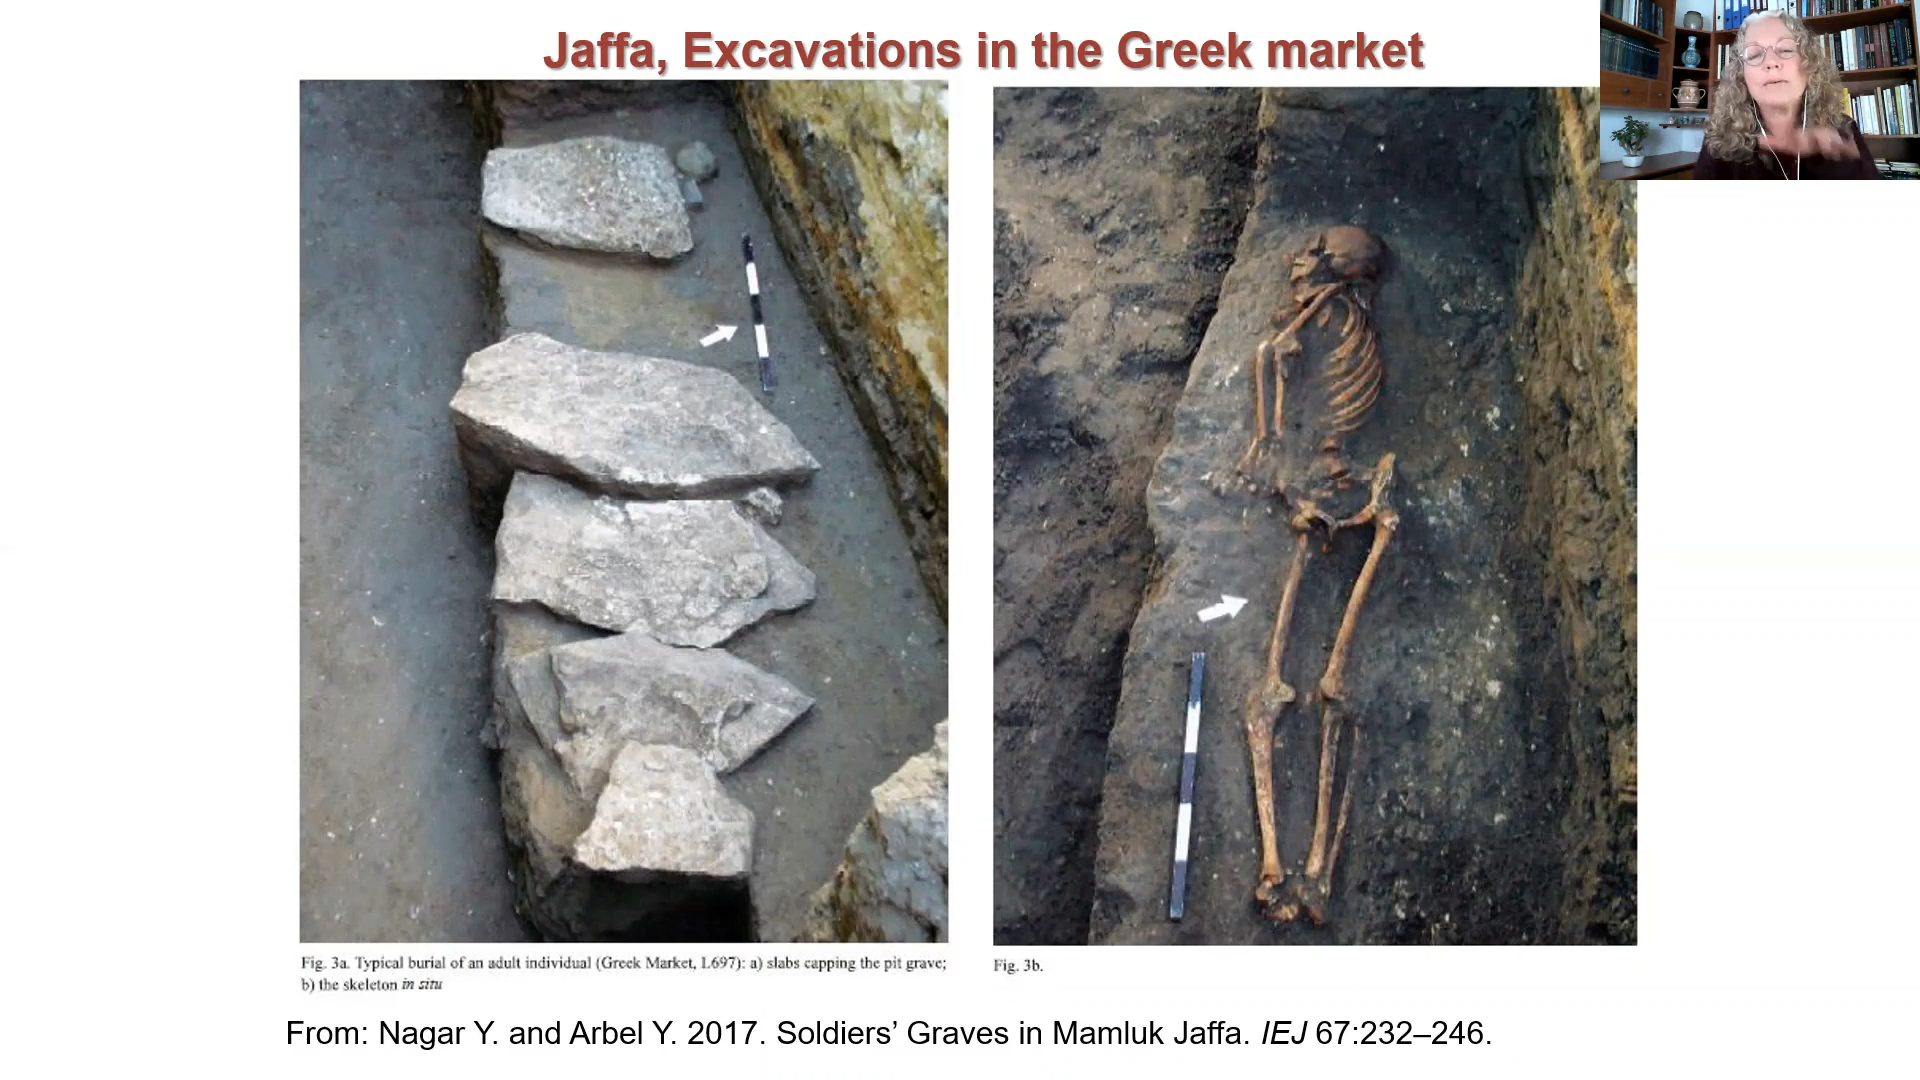 Jaffa, Excavations in the Greek market
Fig. 3a. Typical burial of an adult individual (Greek Market, L697): a) slabs capping the pit grave;
b) the skeleton in situ
Fig. 3b.
From: Nagar Y. and Arbel Y. 2017. Soldiers’ Graves in Mamluk Jaffa. IEJ 67:232–246.